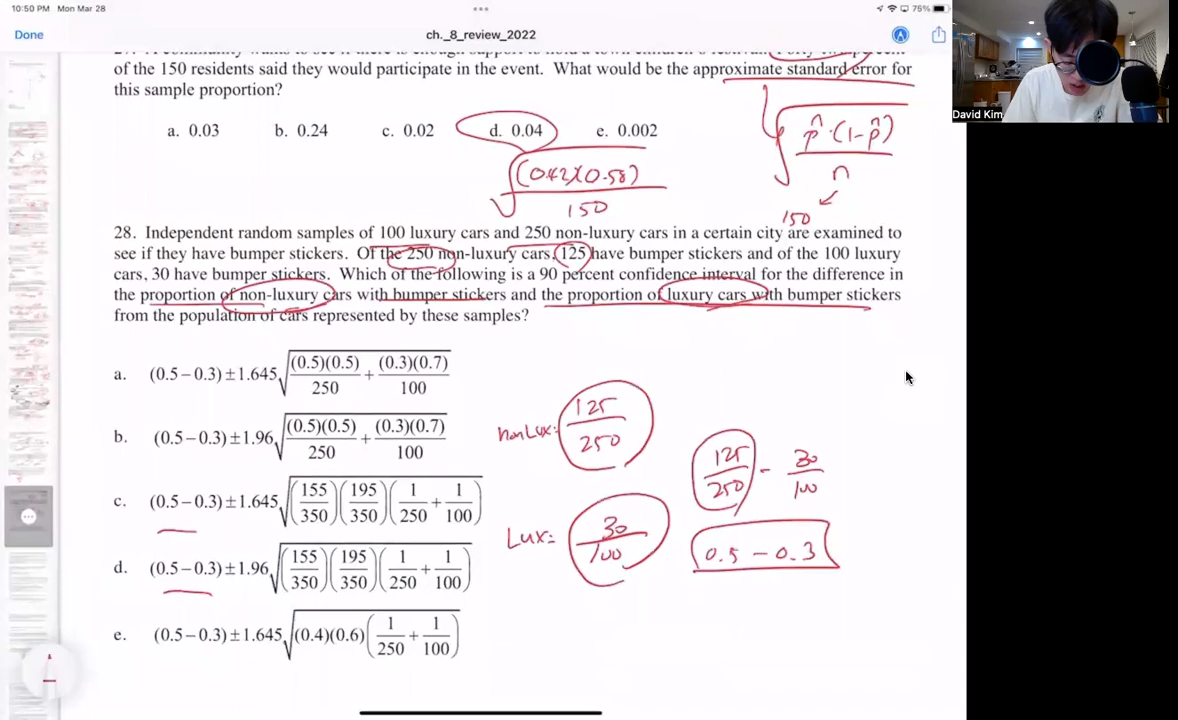 10:50 PM Mon Mar 28
75%
Done
ch._8_review_2022
of the 150 residents said they would participate in the event. What would be the approximate standard error for
this sample proportion?
a. 0.03 b. 0.24 c. 0.02 d. 0.04 e. 0.002
David Kim
p̂·(1-p̂)
n
150
√(0.42)(0.58)
150
28. Independent random samples of 100 luxury cars and 250 non-luxury cars in a certain city are examined to
see if they have bumper stickers. Of the 250 non-luxury cars, 125 have bumper stickers and of the 100 luxury
cars, 30 have bumper stickers. Which of the following is a 90 percent confidence interval for the difference in
the proportion of non-luxury cars with bumper stickers and the proportion of luxury cars with bumper stickers
from the population of cars represented by these samples?
a. (0.5−0.3)±1.645√((0.5)(0.5)/250 + (0.3)(0.7)/100)
b. (0.5−0.3)±1.96√((0.5)(0.5)/250 + (0.3)(0.7)/100)
c. (0.5−0.3)±1.645√((155/350)(195/350)(1/250 + 1/100))
d. (0.5−0.3)±1.96√((155/350)(195/350)(1/250 + 1/100))
e. (0.5−0.3)±1.645√((0.4)(0.6)(1/250 + 1/100))
nonLux: 125/250
Lux= 30/100
125/250 - 30/100
0.5 - 0.3